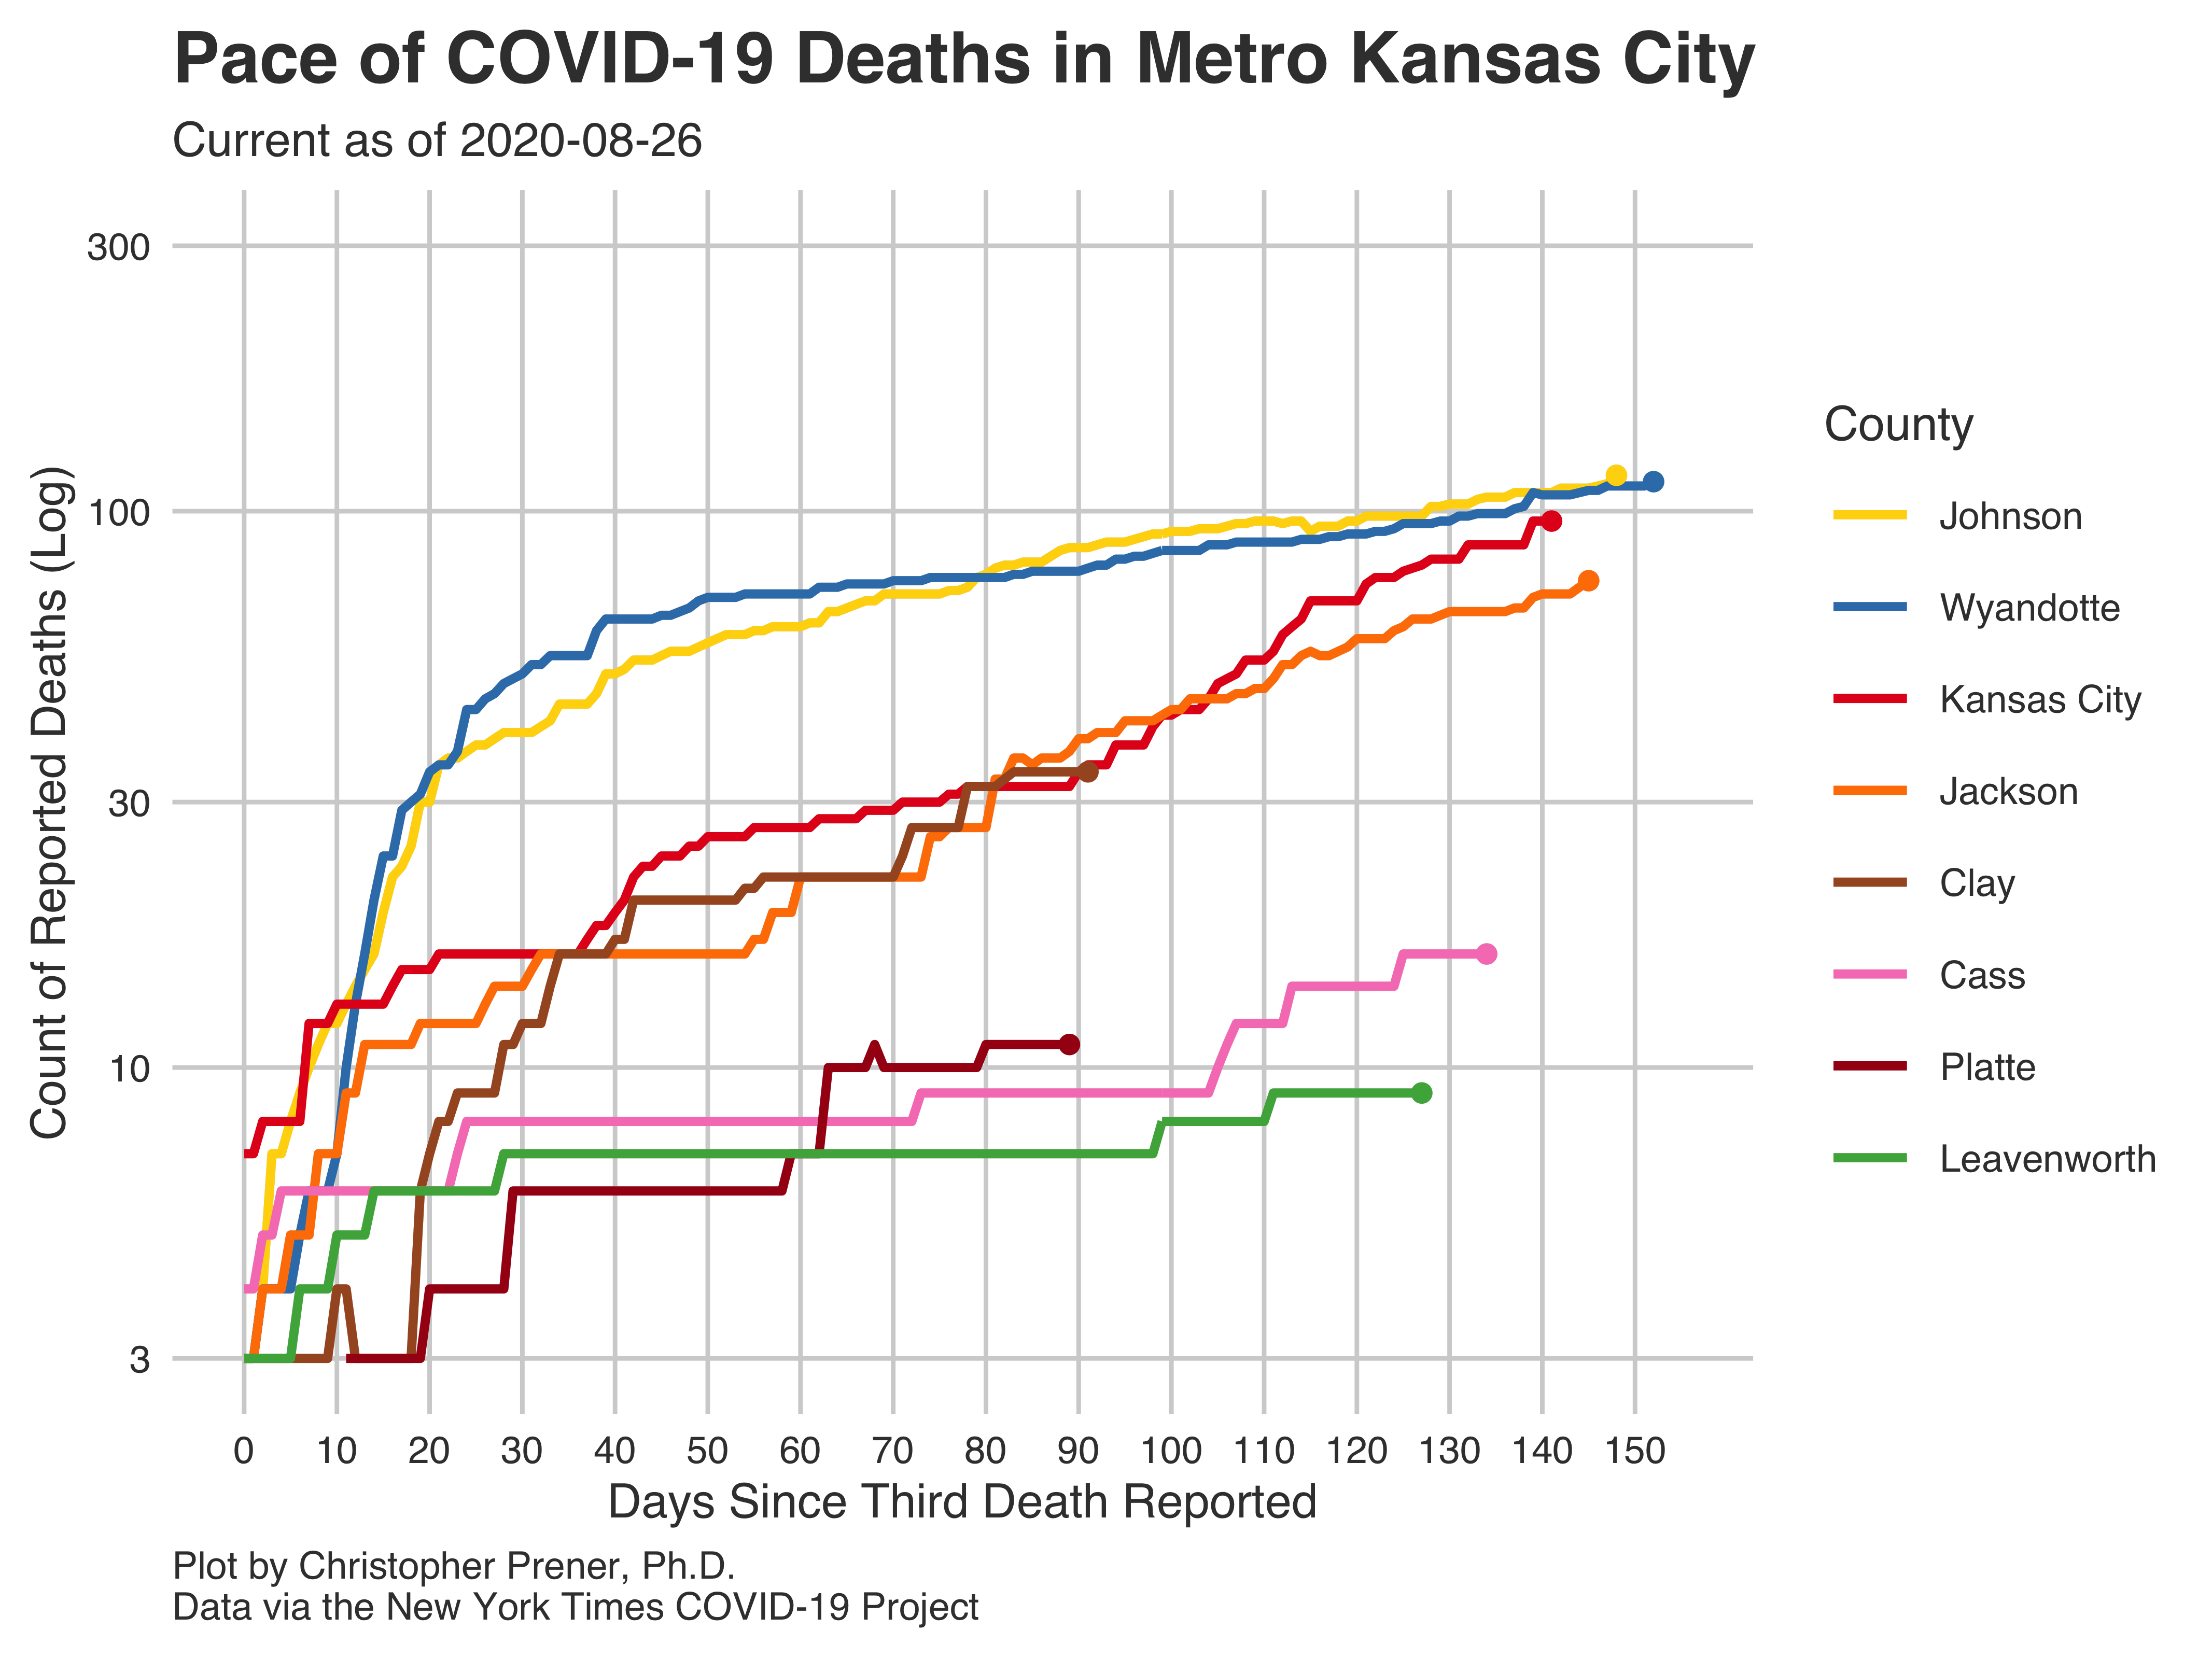 Pace of COVID-19 Deaths in Metro Kansas City
Current as of 2020-08-26
Count of Reported Deaths (Log)
300
100
30
10
3
0 10 20 30 40 50 60 70 80 90 100 110 120 130 140 150
Days Since Third Death Reported
County
Johnson
Wyandotte
Kansas City
Jackson
Clay
Cass
Platte
Leavenworth
Plot by Christopher Prener, Ph.D.
Data via the New York Times COVID-19 Project